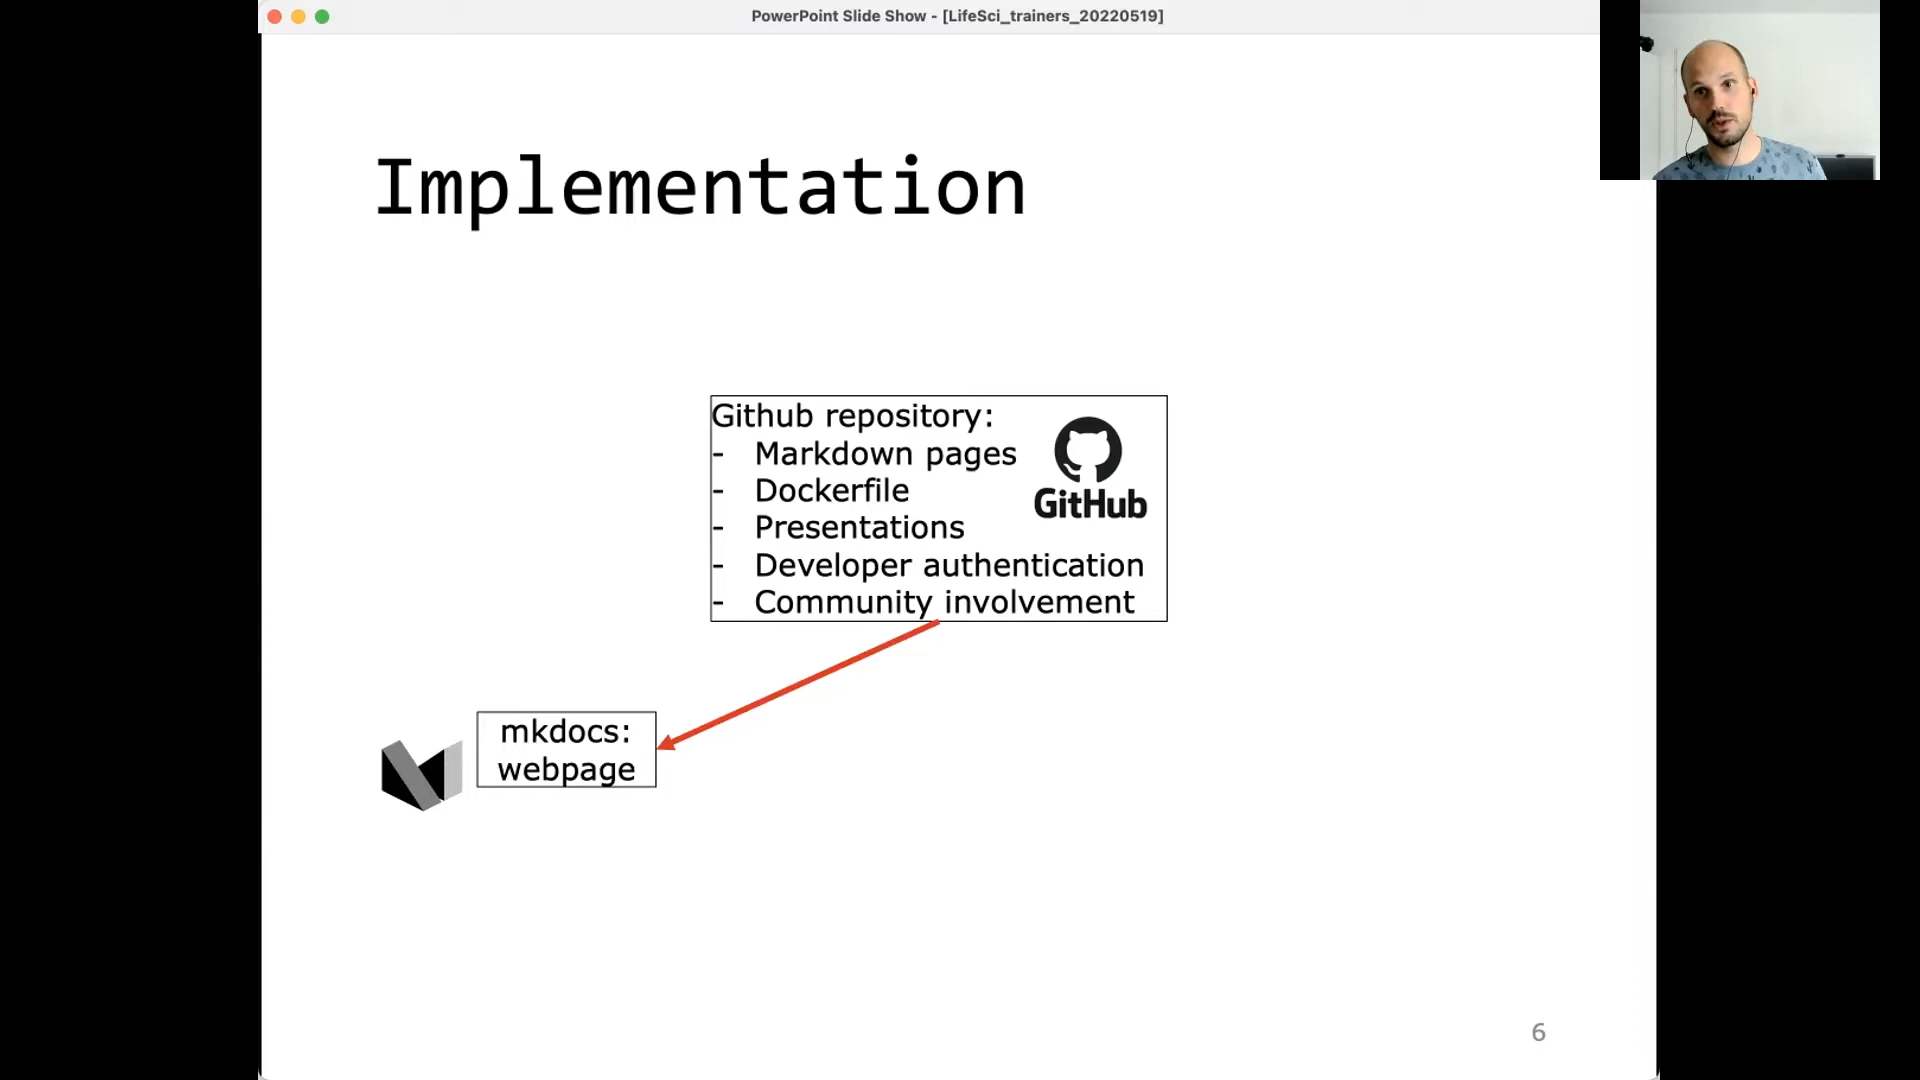 PowerPoint Slide Show - [LifeSci_trainers_20220519]
Implementation
Github repository:
- Markdown pages
- Dockerfile
- Presentations
- Developer authentication
- Community involvement
GitHub
mkdocs:
webpage
6